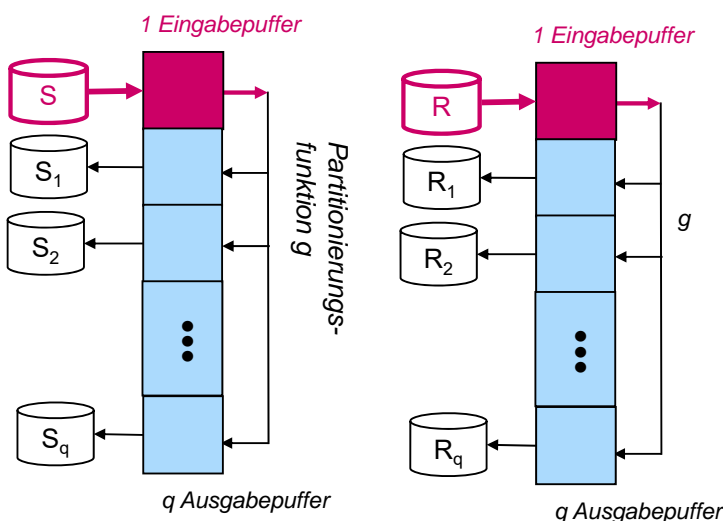 1 Eingabepuffer
S
S1
S2
Sq
Partitionierungs-
funktion g
q Ausgabepuffer
1 Eingabepuffer
R
R1
R2
Rq
g
q Ausgabepuffer